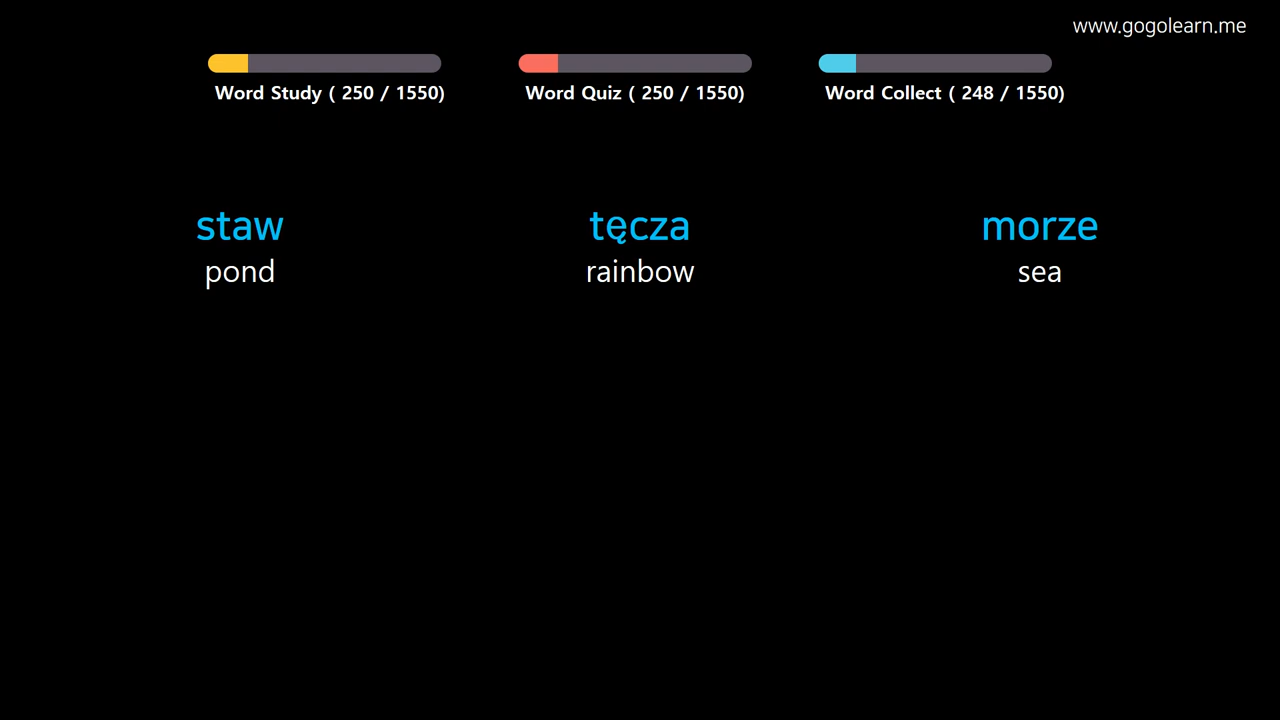 www.gogolearn.me
Word Study ( 250 / 1550)
Word Quiz ( 250 / 1550)
Word Collect ( 248 / 1550)
staw
pond
tęcza
rainbow
morze
sea